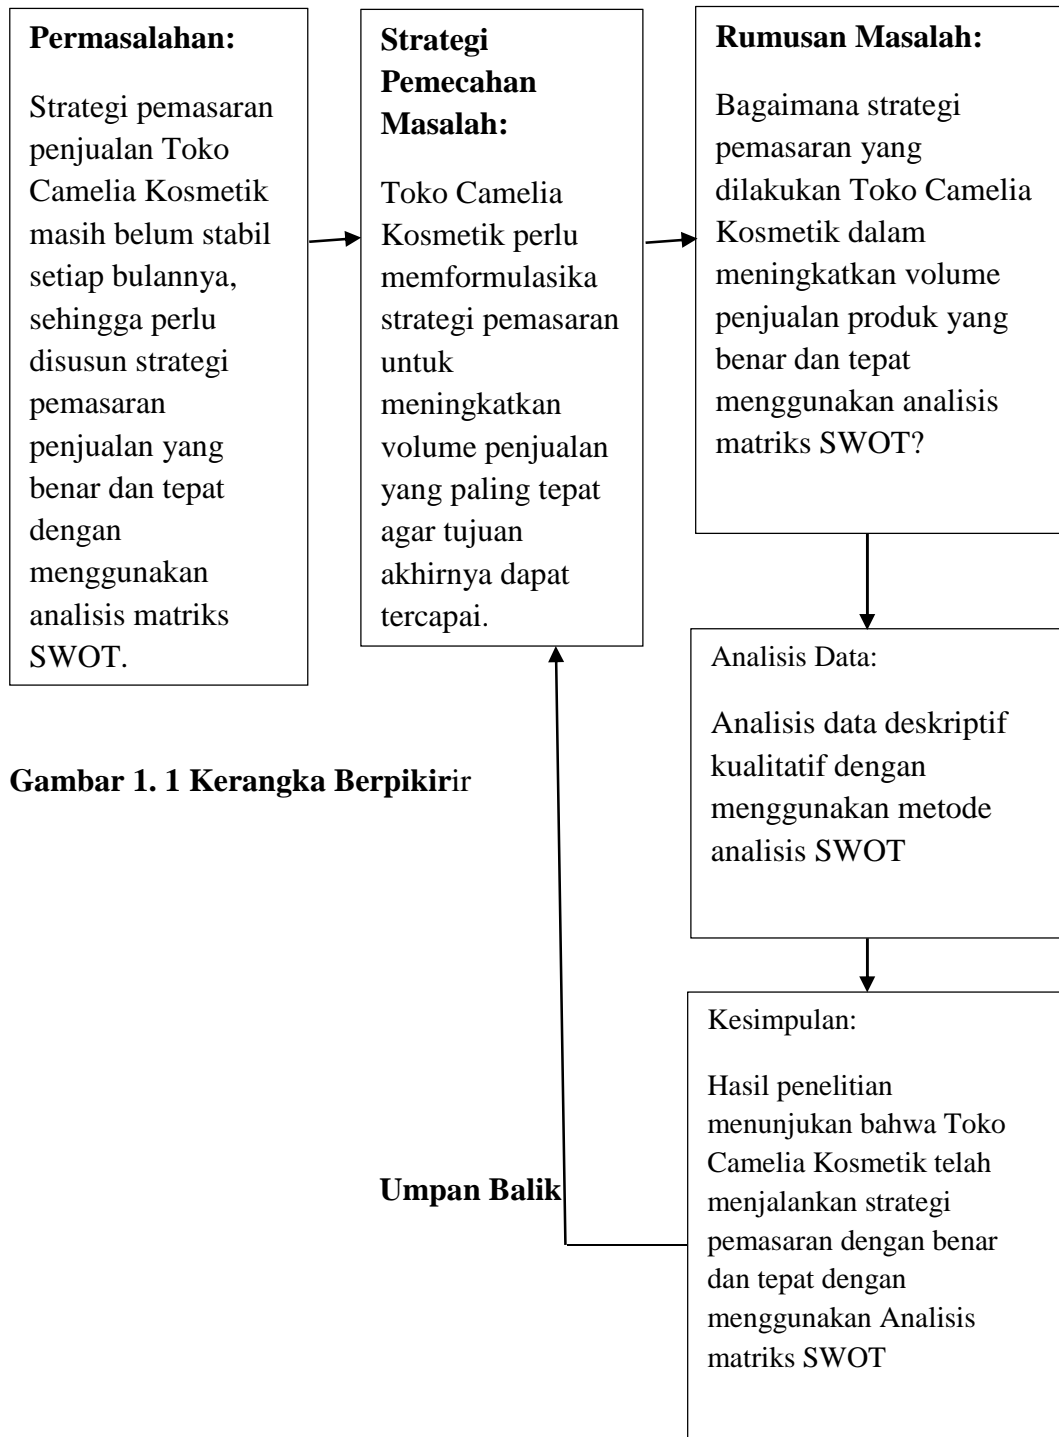 Permasalahan:
Strategi pemasaran
penjualan Toko
Camelia Kosmetik
masih belum stabil
setiap bulannya,
sehingga perlu
disusun strategi
pemasaran
penjualan yang
benar dan tepat
dengan
menggunakan
analisis matriks
SWOT.
Strategi
Pemecahan
Masalah:
Toko Camelia
Kosmetik perlu
memformulasika
strategi pemasaran
untuk
meningkatkan
volume penjualan
yang paling tepat
agar tujuan
akhirnya dapat
tercapai.
Rumusan Masalah:
Bagaimana strategi
pemasaran yang
dilakukan Toko Camelia
Kosmetik dalam
meningkatkan volume
penjualan produk yang
benar dan tepat
menggunakan analisis
matriks SWOT?
Analisis Data:
Analisis data deskriptif
kualitatif dengan
menggunakan metode
analisis SWOT
Gambar 1. 1 Kerangka Berpikirir
Kesimpulan:
Hasil penelitian
menunjukan bahwa Toko
Camelia Kosmetik telah
menjalankan strategi
pemasaran dengan benar
dan tepat dengan
menggunakan Analisis
matriks SWOT
Umpan Balik